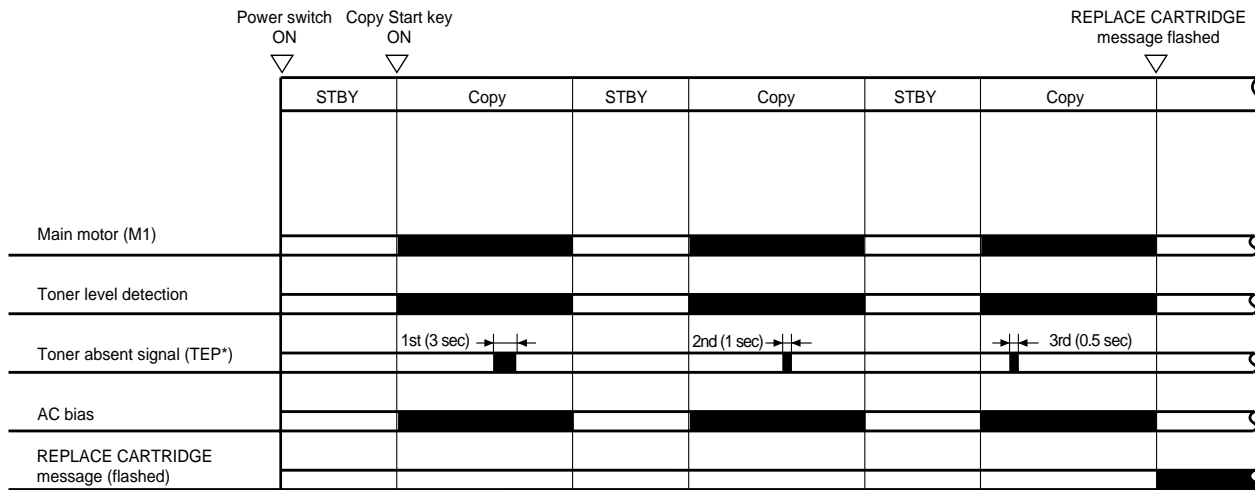 Power switch
ON
Copy Start key
ON
REPLACE CARTRIDGE
message flashed
STBY Copy STBY Copy STBY Copy
Main motor (M1)
Toner level detection
Toner absent signal (TEP*)
1st (3 sec) 2nd (1 sec) 3rd (0.5 sec)
AC bias
REPLACE CARTRIDGE
message (flashed)